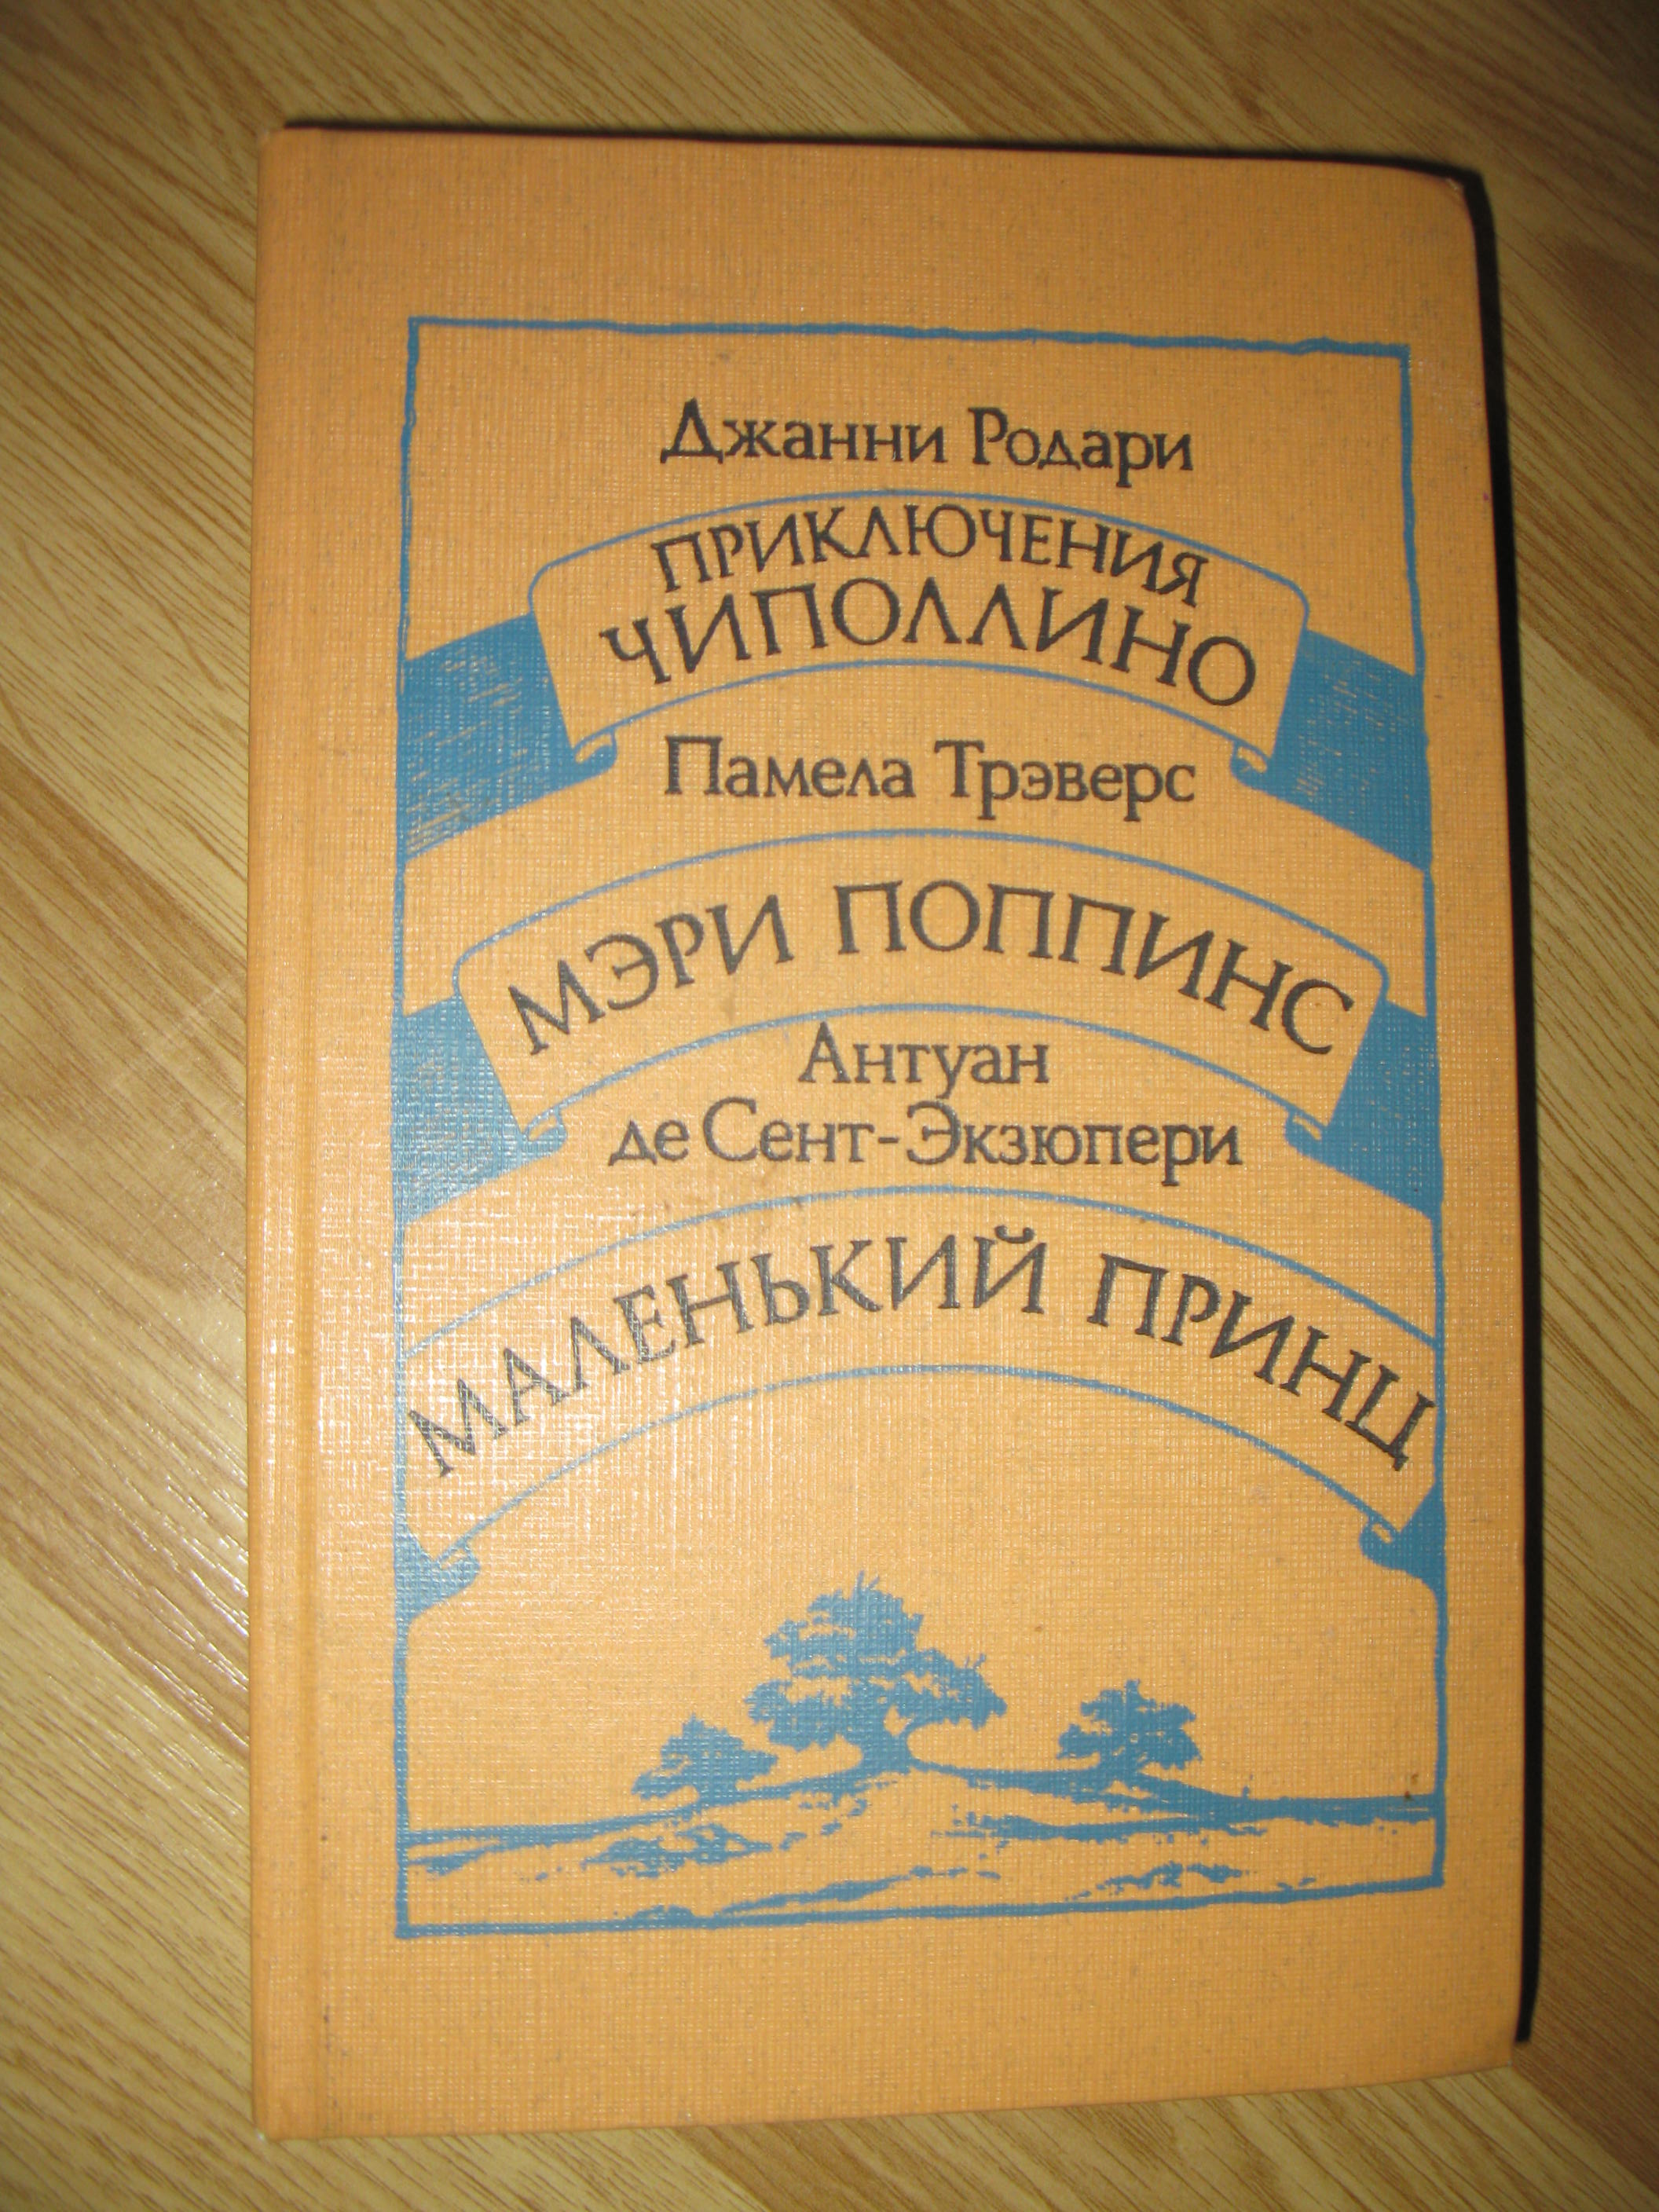 Джанни Родари
ПРИКЛЮЧЕНИЯ
ЧИПОЛЛИНО
Памела Трэверс
МЭРИ ПОППИНС
Антуан
де Сент-Экзюпери
МАЛЕНЬКИЙ ПРИНЦ